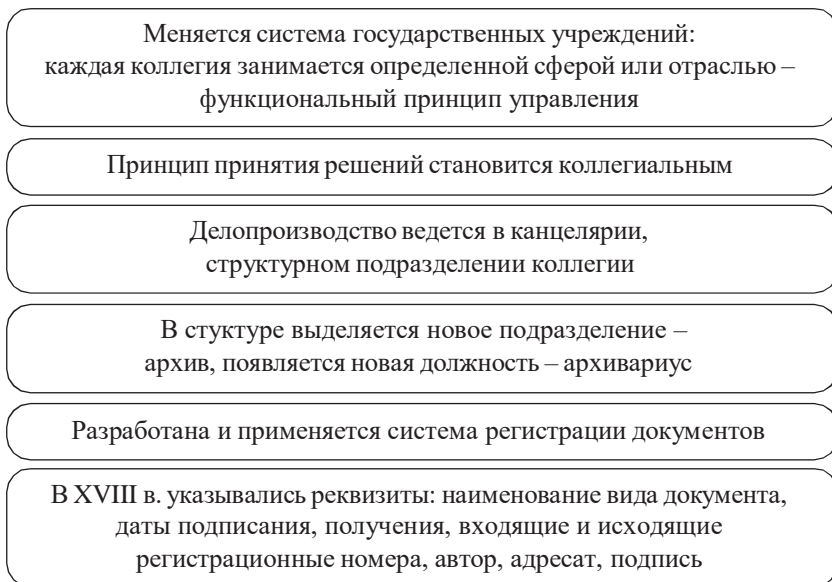 Меняется система государственных учреждений:
каждая коллегия занимается определенной сферой или отраслью –
функциональный принцип управления
Принцип принятия решений становится коллегиальным
Делопроизводство ведется в канцелярии,
структурном подразделении коллегии
В стуктуре выделяется новое подразделение –
архив, появляется новая должность – архивариус
Разработана и применяется система регистрации документов
В XVIII в. указывались реквизиты: наименование вида документа,
даты подписания, получения, входящие и исходящие
регистрационные номера, автор, адресат, подпись